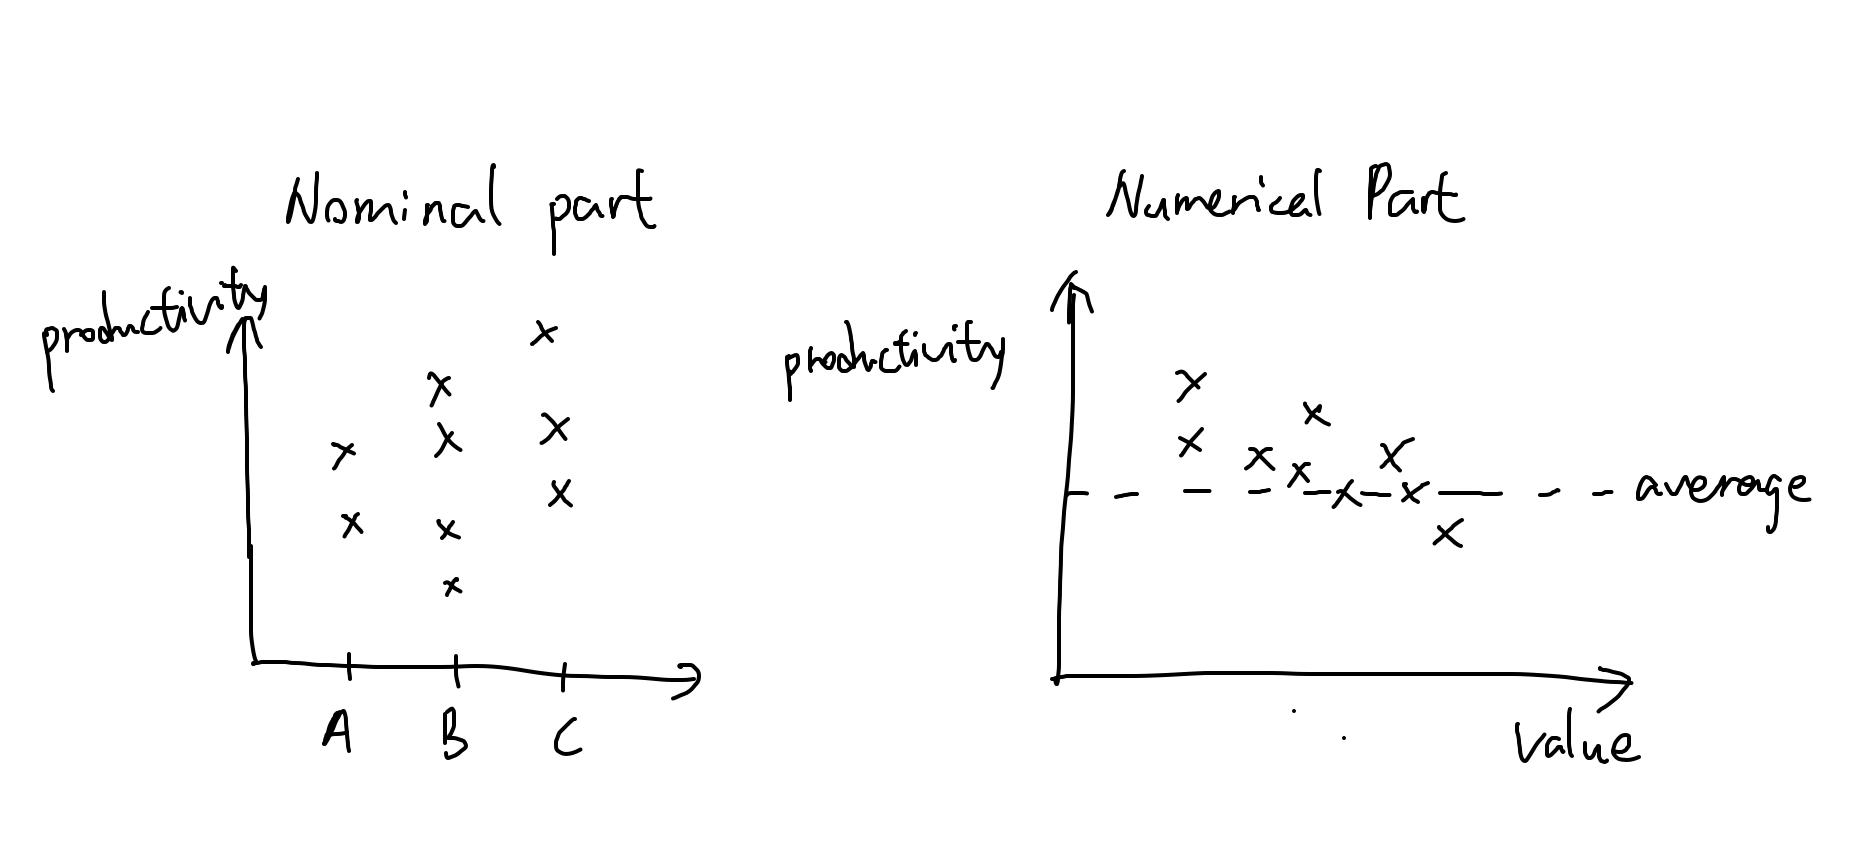 Nominal part
productivity
A B C
Numerical Part
productivity
average
Value